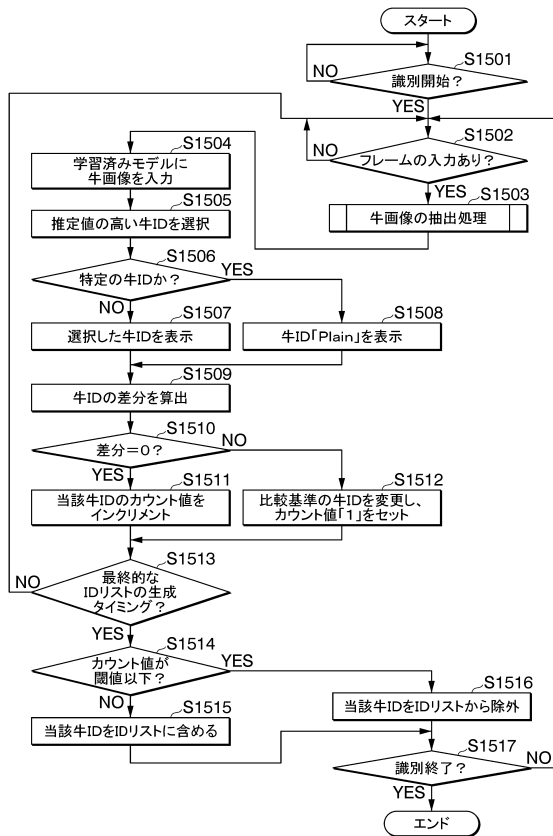 スタート
S1501
識別開始？
NO
YES
S1502
フレームの入力あり？
NO
YES
S1503
牛画像の抽出処理
S1504
学習済みモデルに
牛画像を入力
S1505
推定値の高い牛IDを選択
S1506
特定の牛IDか？
YES
NO
S1507
選択した牛IDを表示
S1508
牛ID「Plain」を表示
S1509
牛IDの差分を算出
S1510
差分＝０？
NO
YES
S1511
当該牛IDのカウント値を
インクリメント
S1512
比較基準の牛IDを変更し、
カウント値「１」をセット
S1513
最終的な
IDリストの生成
タイミング？
NO
YES
S1514
カウント値が
閾値以下？
YES
NO
S1515
当該牛IDをIDリストに含める
S1516
当該牛IDをIDリストから除外
S1517
識別終了？
NO
YES
エンド